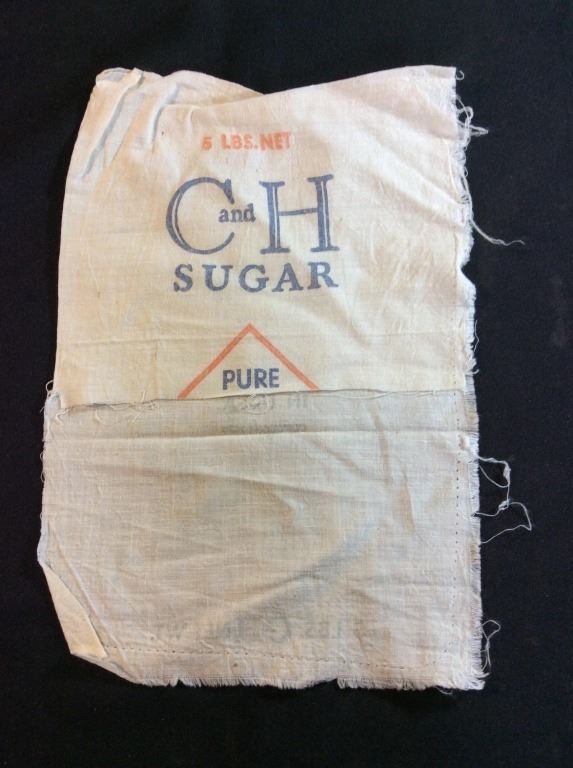 5 LBS. NET
C and H
SUGAR
PURE